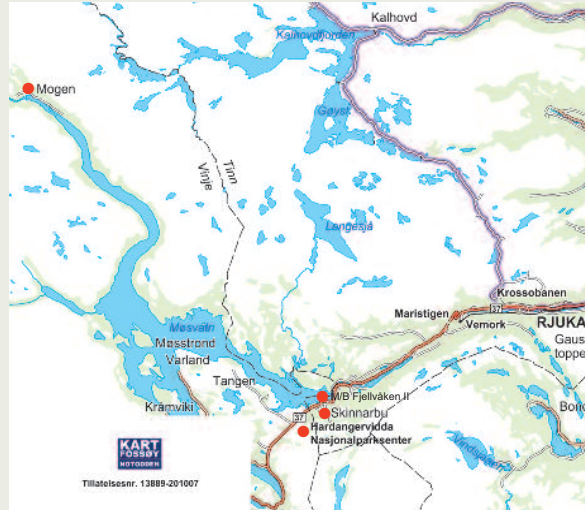 Kalhovd
Kalhovdfjorden
Mogen
Gøyst
Tinn
Vinje
Langesjå
Krossobanen
37
Maristigen
Vemork
RJUKA
Gaus
toppe
Møsvatn
Møsstrond
Varland
Tangen
M/B Fjellvåken II
Kråmviki
Skinnarbu
37
Hardangervidda
Nasjonalparksenter
KART
FOSSØY
NOTODDEN
Tillatelsesnr. 13889-201007